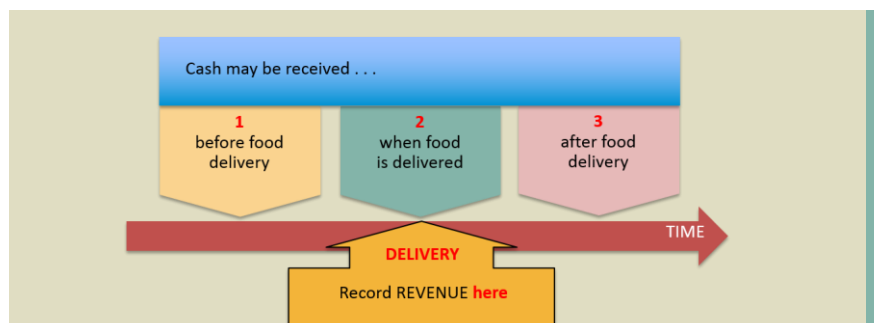 Cash may be received . . .
1
before food
delivery
2
when food
is delivered
3
after food
delivery
TIME
DELIVERY
Record REVENUE here